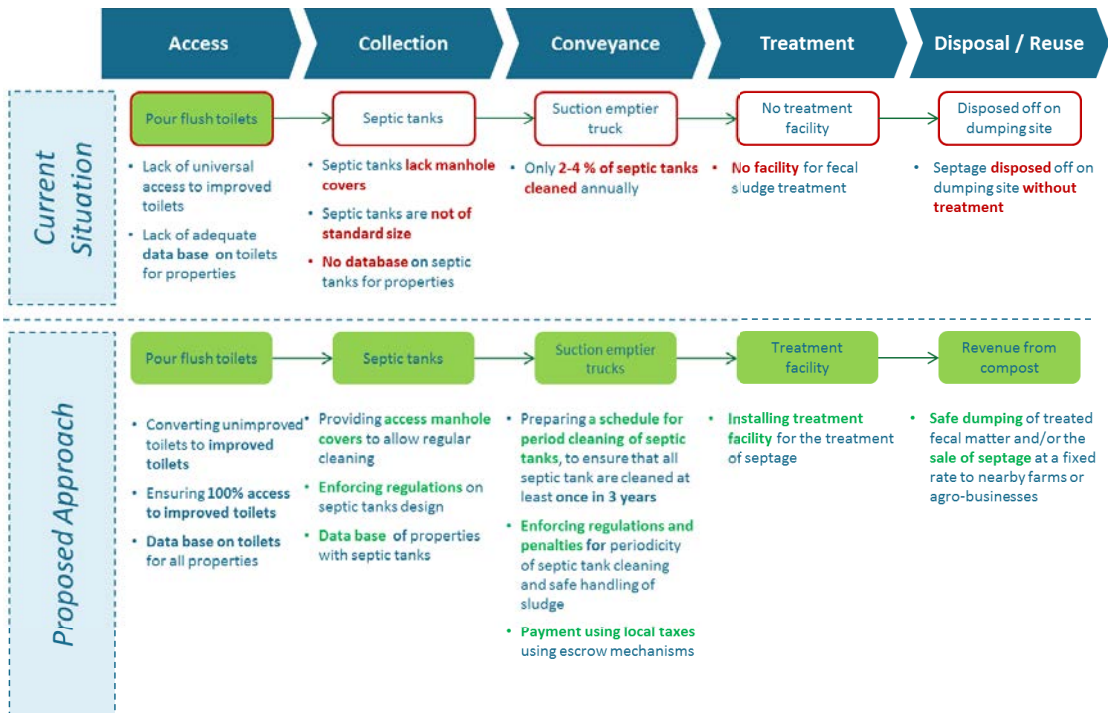 Access
Collection
Conveyance
Treatment
Disposal / Reuse
Current
Situation
Pour flush toilets
Septic tanks
Suction emptier
truck
No treatment
facility
Disposed off on
dumping site
• Lack of universal
access to improved
toilets
• Lack of adequate
data base on toilets
for properties
• Septic tanks lack manhole
covers
• Septic tanks are not of
standard size
• No database on septic
tanks for properties
• Only 2-4 % of septic tanks
cleaned annually
• No facility for fecal
sludge treatment
• Septage disposed off on
dumping site without
treatment
Proposed Approach
Pour flush toilets
Septic tanks
Suction emptier
trucks
Treatment
facility
Revenue from
compost
• Converting unimproved
toilets to improved
toilets
• Ensuring 100% access
to improved toilets
• Data base on toilets
for all properties
• Providing access manhole
covers to allow regular
cleaning
• Enforcing regulations on
septic tanks design
• Data base of properties
with septic tanks
• Preparing a schedule for
period cleaning of septic
tanks, to ensure that all
septic tank are cleaned at
least once in 3 years
• Enforcing regulations and
penalties for periodicity
of septic tank cleaning
and safe handling of
sludge
• Payment using local taxes
using escrow mechanisms
• Installing treatment
facility for the treatment
of septage
• Safe dumping of treated
fecal matter and/or the
sale of septage at a fixed
rate to nearby farms or
agro-businesses